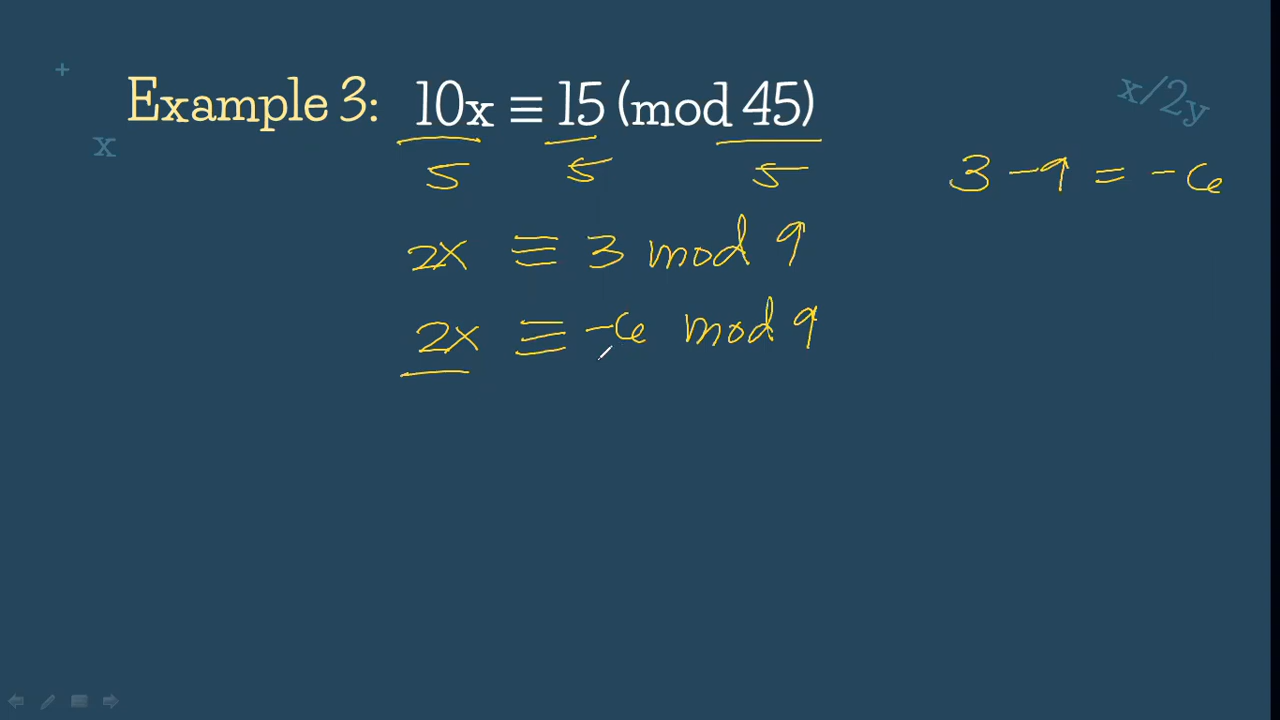 +
x/2y
Example 3: 10x ≡ 15 (mod 45)
x
5 5 5
3 - 9 = -6
2x ≡ 3 mod 9
2x ≡ -6 mod 9